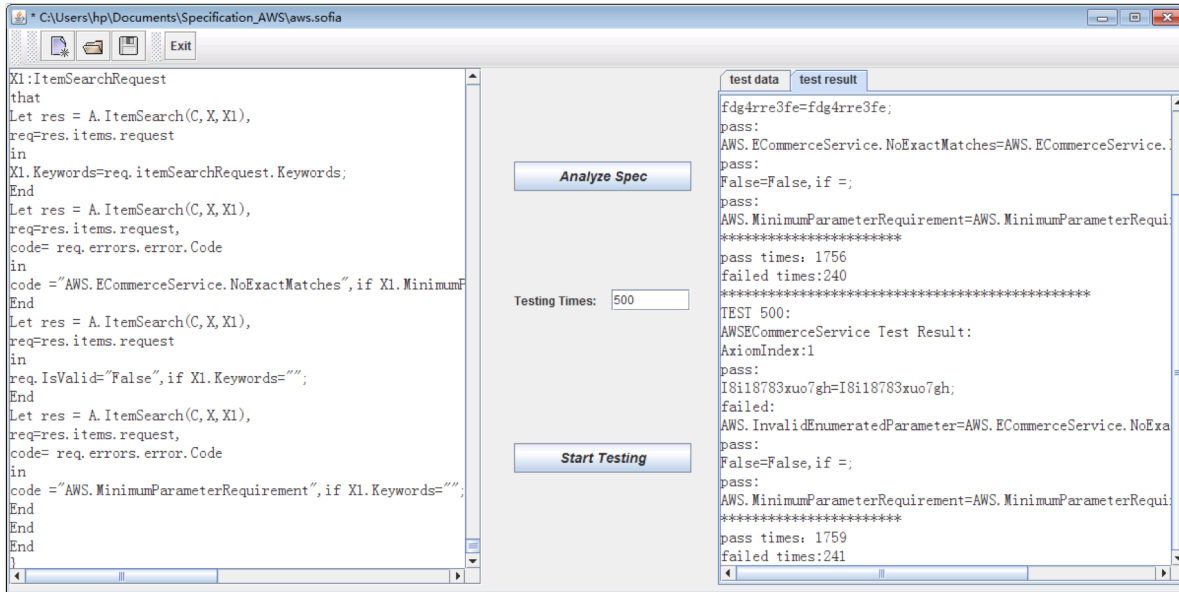 * C:\Users\hp\Documents\Specification_AWS\aws.sofia
Exit
X1:ItemSearchRequest
that
Let res = A.ItemSearch(C,X,X1),
req=res.items.request
in
X1.Keywords=req.itemSearchRequest.Keywords;
End
Let res = A.ItemSearch(C,X,X1),
req=res.items.request,
code= req.errors.error.Code
in
code ="AWS.ECommerceService.NoExactMatches",if X1.MinimumP
End
Let res = A.ItemSearch(C,X,X1),
req=res.items.request
in
req.IsValid="False",if X1.Keywords="";
End
Let res = A.ItemSearch(C,X,X1),
req=res.items.request,
code= req.errors.error.Code
in
code ="AWS.MinimumParameterRequirement",if X1.Keywords="";
End
End
End
}
Analyze Spec
Testing Times: 500
Start Testing
test data test result
fdg4rre3fe=fdg4rre3fe;
pass:
AWS.ECommerceService.NoExactMatches=AWS.ECommerceService.
pass:
False=False,if =;
pass:
AWS.MinimumParameterRequirement=AWS.MinimumParameterRequi
***********************
pass times: 1756
failed times:240
***********************************************
TEST 500:
AWSECommerceService Test Result:
AxiomIndex:1
pass:
I8i18783xuo7gh=I8i18783xuo7gh;
failed:
AWS.InvalidEnumeratedParameter=AWS.ECommerceService.NoExa
pass:
False=False,if =;
pass:
AWS.MinimumParameterRequirement=AWS.MinimumParameterRequi
***********************
pass times: 1759
failed times:241